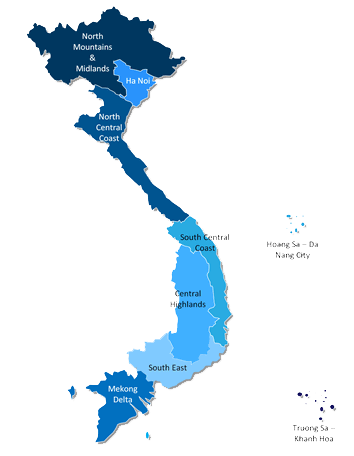 North
Mountains
&
Midlands
Ha Noi
North
Central
Coast
South Central
Coast
Hoang Sa – Da
Nang City
Central
Highlands
South East
Mekong
Delta
Truong Sa –
Khanh Hoa